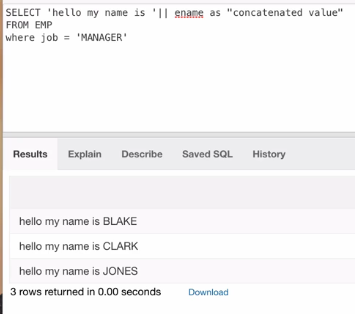 SELECT 'hello my name is '|| ename as "concatenated value"
FROM EMP
where job = 'MANAGER'
Results Explain Describe Saved SQL History
hello my name is BLAKE
hello my name is CLARK
hello my name is JONES
3 rows returned in 0.00 seconds Download